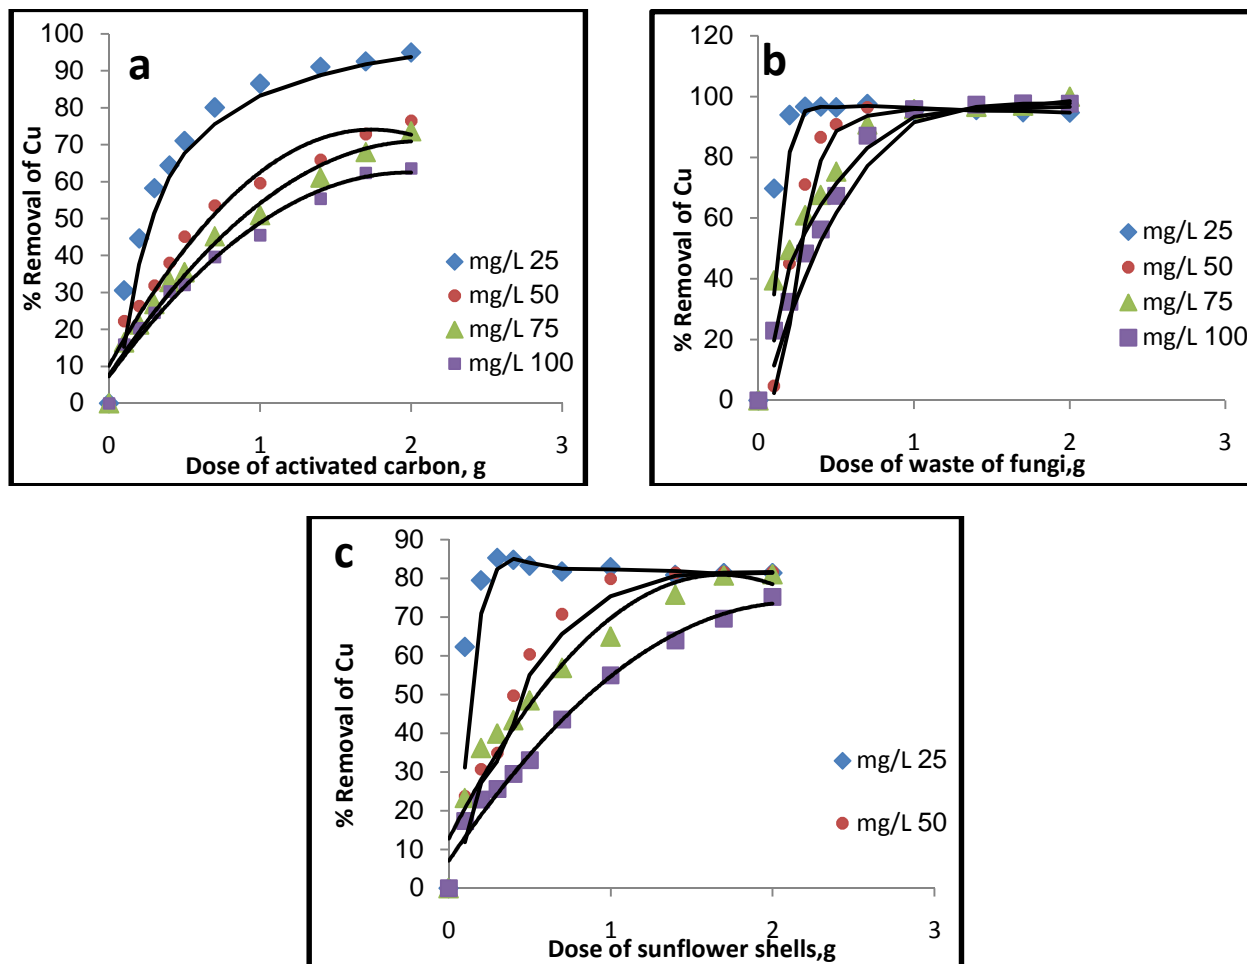 a
% Removal of Cu
100
90
80
70
60
50
40
30
20
10
0
0 1 2 3
Dose of activated carbon, g
mg/L 25
mg/L 50
mg/L 75
mg/L 100
b
% Removal of Cu
120
100
80
60
40
20
0
0 1 2 3
Dose of waste of fungi,g
mg/L 25
mg/L 50
mg/L 75
mg/L 100
c
% Removal of Cu
90
80
70
60
50
40
30
20
10
0
0 1 2 3
Dose of sunflower shells,g
mg/L 25
mg/L 50